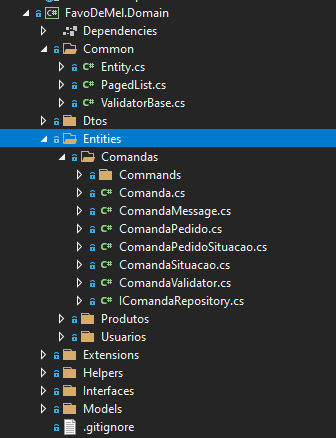 C# FavoDeMel.Domain
Dependencies
Common
C# Entity.cs
C# PagedList.cs
C# ValidatorBase.cs
Dtos
Entities
Comandas
Commands
C# Comanda.cs
C# ComandaMessage.cs
C# ComandaPedido.cs
C# ComandaPedidoSituacao.cs
C# ComandaSituacao.cs
C# ComandaValidator.cs
C# IComandaRepository.cs
Produtos
Usuarios
Extensions
Helpers
Interfaces
Models
.gitignore